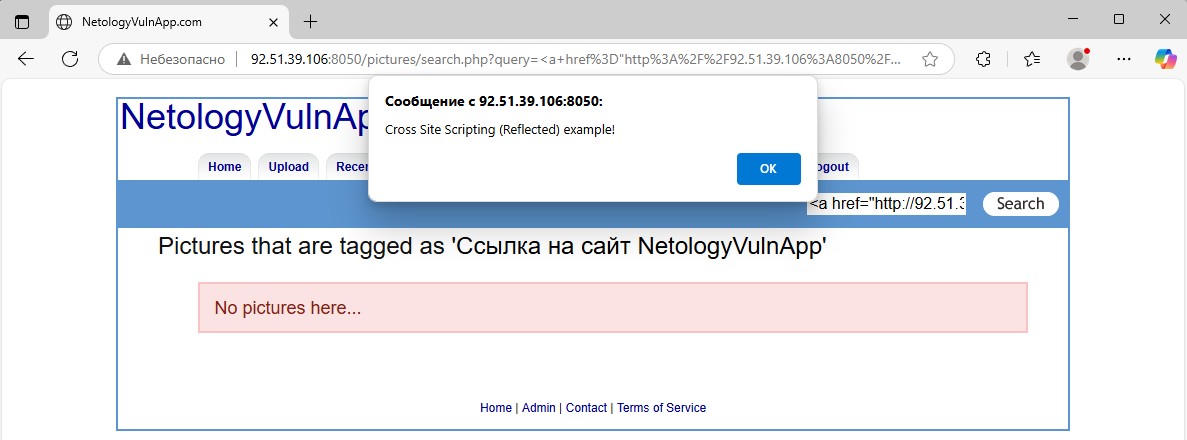 NetologyVulnApp.com
Небезопасно
92.51.39.106:8050/pictures/search.php?query=<a+href%3D"http%3A%2F%2F92.51.39.106%3A8050%2F...
Сообщение с 92.51.39.106:8050:
Cross Site Scripting (Reflected) example!
OK
NetologyVulnAp
Home Upload Recen ogout
<a href="http://92.51.3 Search
Pictures that are tagged as 'Ссылка на сайт NetologyVulnApp'
No pictures here...
Home | Admin | Contact | Terms of Service